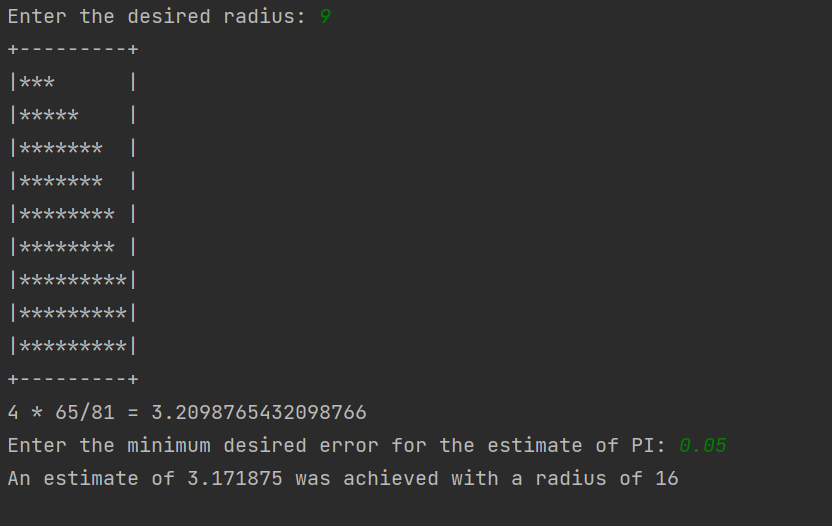 Enter the desired radius: 9
+---------+
|***      |
|*****    |
|*******  |
|*******  |
|******** |
|******** |
|*********|
|*********|
|*********|
+---------+
4 * 65/81 = 3.2098765432098766
Enter the minimum desired error for the estimate of PI: 0.05
An estimate of 3.171875 was achieved with a radius of 16